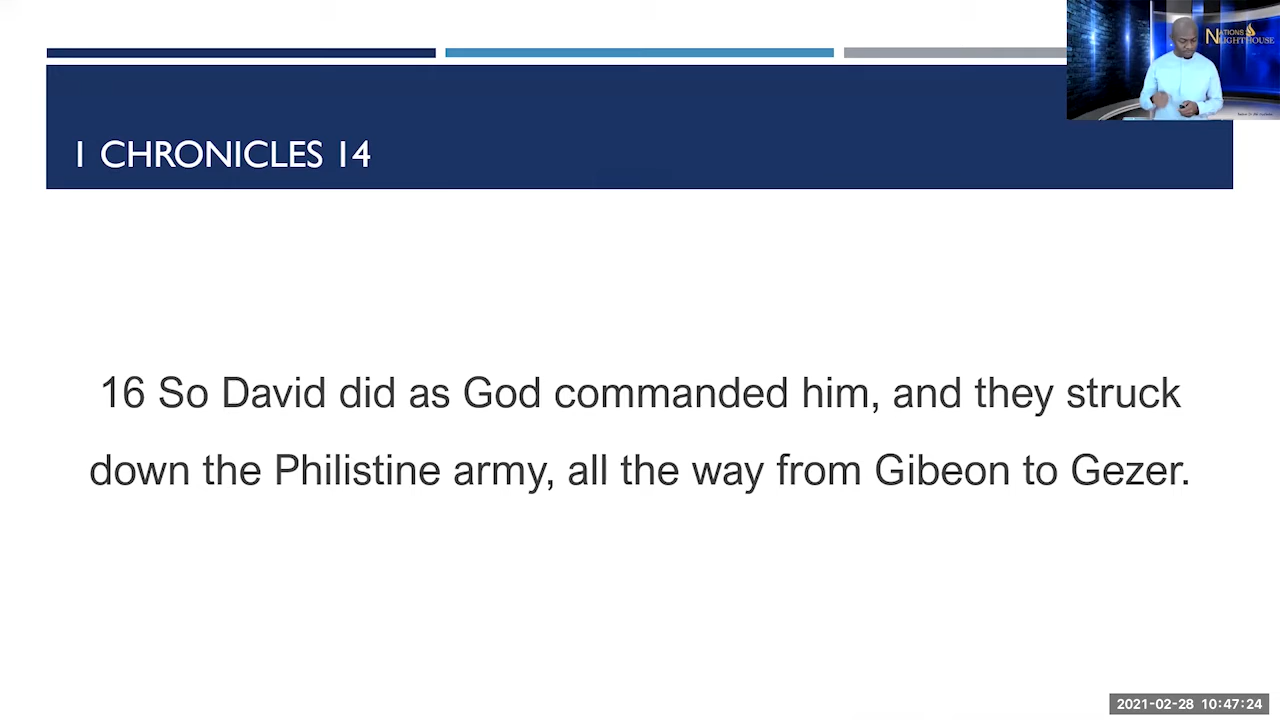 NATIONS
LIGHTHOUSE
1 CHRONICLES 14
16 So David did as God commanded him, and they struck
down the Philistine army, all the way from Gibeon to Gezer.
2021-02-28 10:47:24